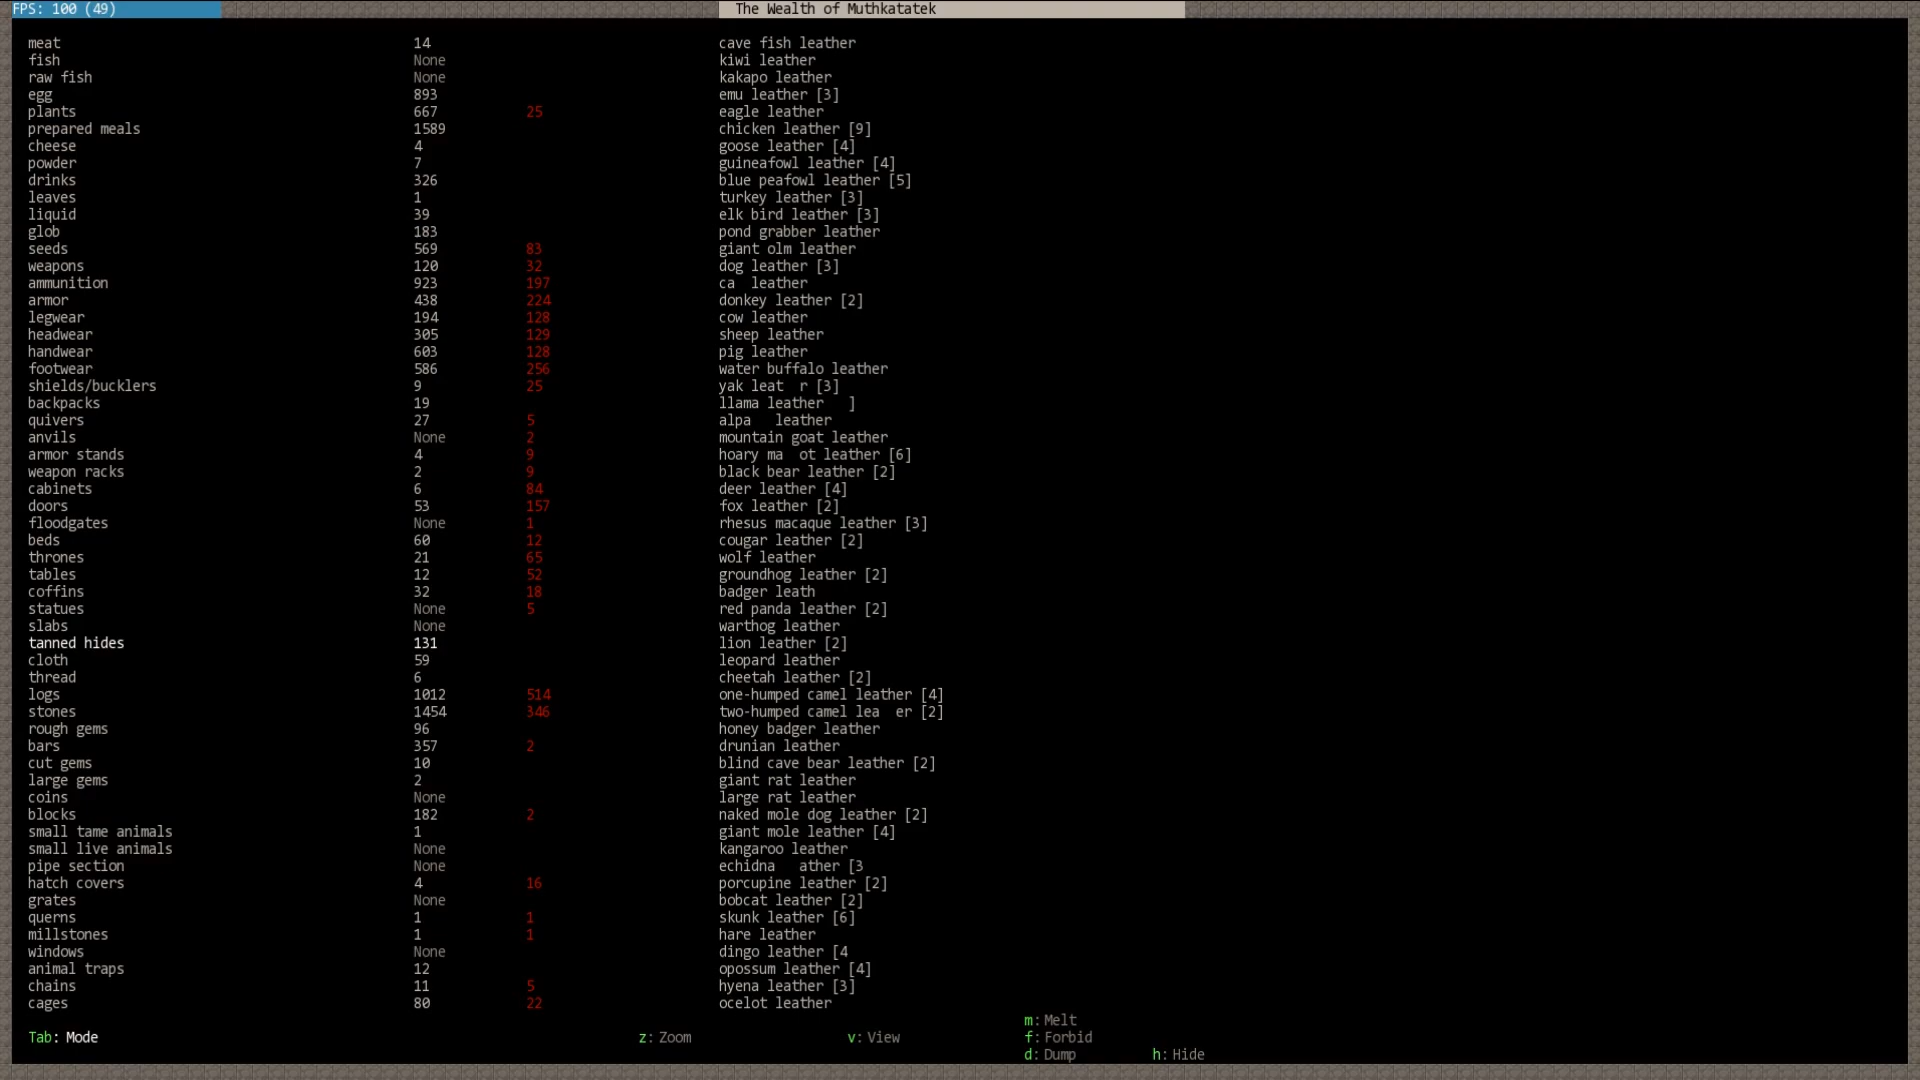 FPS: 100 (49)
The Wealth of Muthkatatek
meat 14 cave fish leather
fish None kiwi leather
raw fish None kakapo leather
egg 893 emu leather [3]
plants 667 25 eagle leather
prepared meals 1589 chicken leather [9]
cheese 4 goose leather [4]
powder 7 guineafowl leather [4]
drinks 326 blue peafowl leather [5]
leaves 1 turkey leather [3]
liquid 39 elk bird leather [3]
glob 183 pond grabber leather
seeds 569 83 giant olm leather
weapons 120 32 dog leather [3]
ammunition 923 197 ca leather
armor 438 224 donkey leather [2]
legwear 194 128 cow leather
headwear 305 129 sheep leather
handwear 603 128 pig leather
footwear 586 256 water buffalo leather
shields/bucklers 9 25 yak leat r [3]
backpacks 19 llama leather ]
quivers 27 5 alpa leather
anvils None 2 mountain goat leather
armor stands 4 9 hoary ma ot leather [6]
weapon racks 2 9 black bear leather [2]
cabinets 6 84 deer leather [4]
doors 53 157 fox leather [2]
floodgates None 1 rhesus macaque leather [3]
beds 60 12 cougar leather [2]
thrones 21 65 wolf leather
tables 12 52 groundhog leather [2]
coffins 32 18 badger leath
statues None 5 red panda leather [2]
slabs None warthog leather
tanned hides 131 lion leather [2]
cloth 59 leopard leather
thread 6 cheetah leather [2]
logs 1012 514 one-humped camel leather [4]
stones 1454 346 two-humped camel lea er [2]
rough gems 96 honey badger leather
bars 357 2 drunian leather
cut gems 10 blind cave bear leather [2]
large gems 2 giant rat leather
coins None large rat leather
blocks 182 2 naked mole dog leather [2]
small tame animals 1 giant mole leather [4]
small live animals None kangaroo leather
pipe section None echidna ather [3
hatch covers 4 16 porcupine leather [2]
grates None bobcat leather [2]
querns 1 1 skunk leather [6]
millstones 1 1 hare leather
windows None dingo leather [4
animal traps 12 opossum leather [4]
chains 11 5 hyena leather [3]
cages 80 22 ocelot leather
m: Melt
Tab: Mode z: Zoom v: View f: Forbid
d: Dump h: Hide